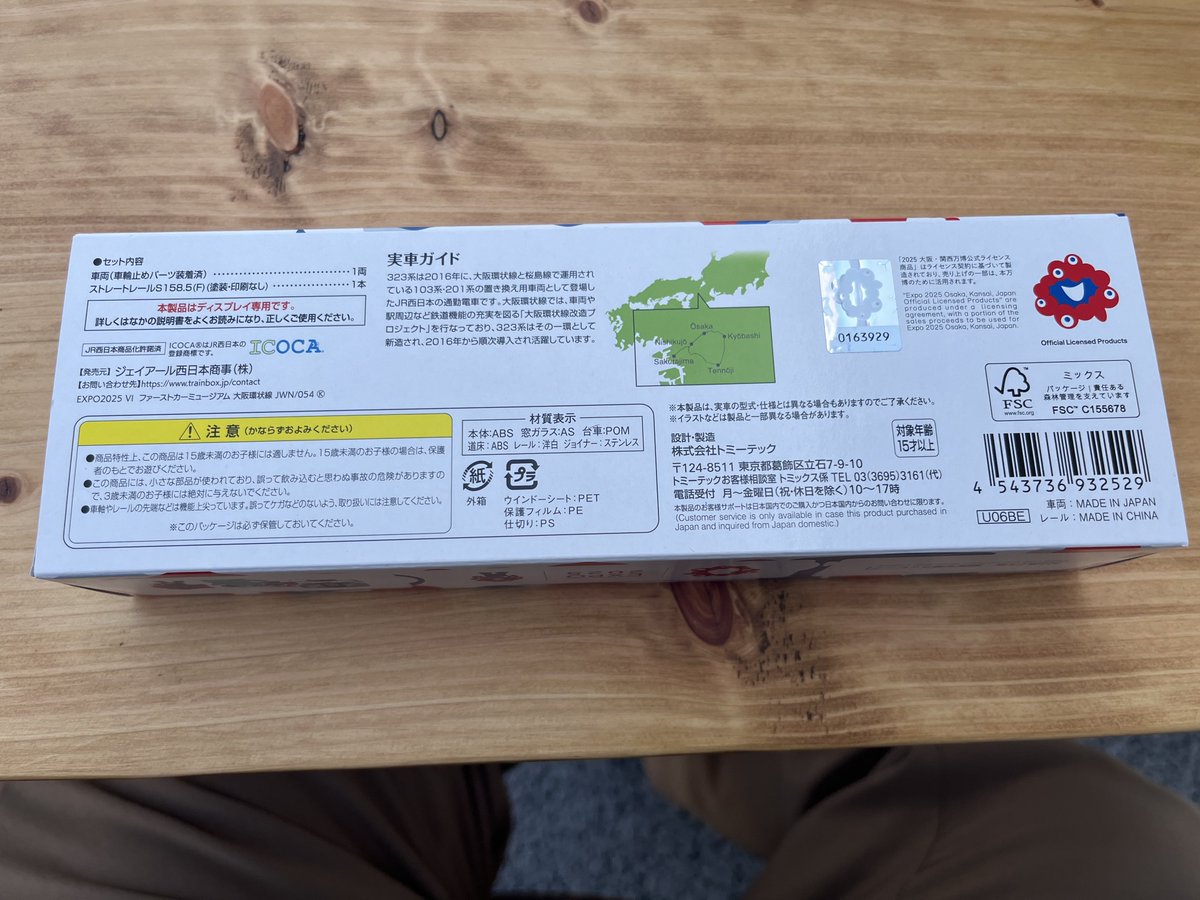 ●セット内容
車両(車輪止めパーツ装着済) 1両
ストレートレールS158.5(F)(塗装・印刷なし) 1本
本製品はディスプレイ専用です。
詳しくはなかの説明書をよくお読みになり、正しくご使用ください。
JR西日本商品化許諾済
ICOCA®はJR西日本の
登録商標です。
ICOCA
【発売元】ジェイアール西日本商事(株)
【お問い合わせ先】https://www.trainbox.jp/contact
EXPO2025 VI ファーストカーミュージアム 大阪環状線 JWN/054 Ⓚ
⚠ 注意(かならずおよみください)
●商品特性上、この商品は15歳未満のお子様には適しません。15歳未満のお子様の場合は、保護
者のもとでお遊びください。
●この商品には、小さな部品が使われており、誤って飲み込むと思わぬ事故の危険がありますの
で、3歳未満のお子様には絶対に与えないでください。
●車軸やレールの先端などは機能上尖っています。誤ってケガなどのないよう、取り扱いには注意してください。
※このパッケージは必ず保管しておいてください。
材質表示
本体:ABS 窓ガラス:AS 台車:POM
道床:ABS レール:洋白 ジョイナー:ステンレス
紙
外箱
プラ
ウインドーシート:PET
保護フィルム:PE
仕切り:PS
実車ガイド
323系は2016年に、大阪環状線と桜島線で運用され
ている103系・201系の置き換え用車両として登場し
たJR西日本の通勤電車です。大阪環状線では、車両や
駅周辺など鉄道機能の充実を図る「大阪環状線改造プ
ロジェクト」を行なっており、323系はその一環として
新造され、2016年から順次導入され活躍しています。
Ōsaka
Kyōbashi
Nishikujō
Sakurajima
Tennōji
※本製品は、実車の型式・仕様とは異なる場合もありますのでご了承ください。
※イラストなどは製品と一部異なる場合があります。
設計・製造
株式会社トミーテック
〒124-8511 東京都葛飾区立石7-9-10
トミーテックお客様相談室 トミックス係 TEL 03(3695)3161(代)
電話受付 月〜金曜日(祝・休日を除く)10〜17時
本製品のお客様サポートは日本国内でのご購入かつ日本国内からのお問い合わせに限ります。
(Customer service is only available in case this product purchased in
Japan and inquired from Japan domestic.)
対象年齢
15才以上
0163929
「2025 大阪・関西万博公式ライセンス
商品」はライセンス契約に基づいて製
造されており、売り上げの一部は、本万
博のために活用されます。
"Expo 2025 Osaka, Kansai, Japan
Official Licensed Products" are
produced under a licensing
agreement, with a portion of the
sales proceeds to be used for
Expo 2025 Osaka, Kansai, Japan.
Official Licensed Products
FSC
www.fsc.org
ミックス
パッケージ|責任ある
森林管理を支えています
FSC™ C155678
4 543736 932529
U06BE
車両:MADE IN JAPAN
レール:MADE IN CHINA